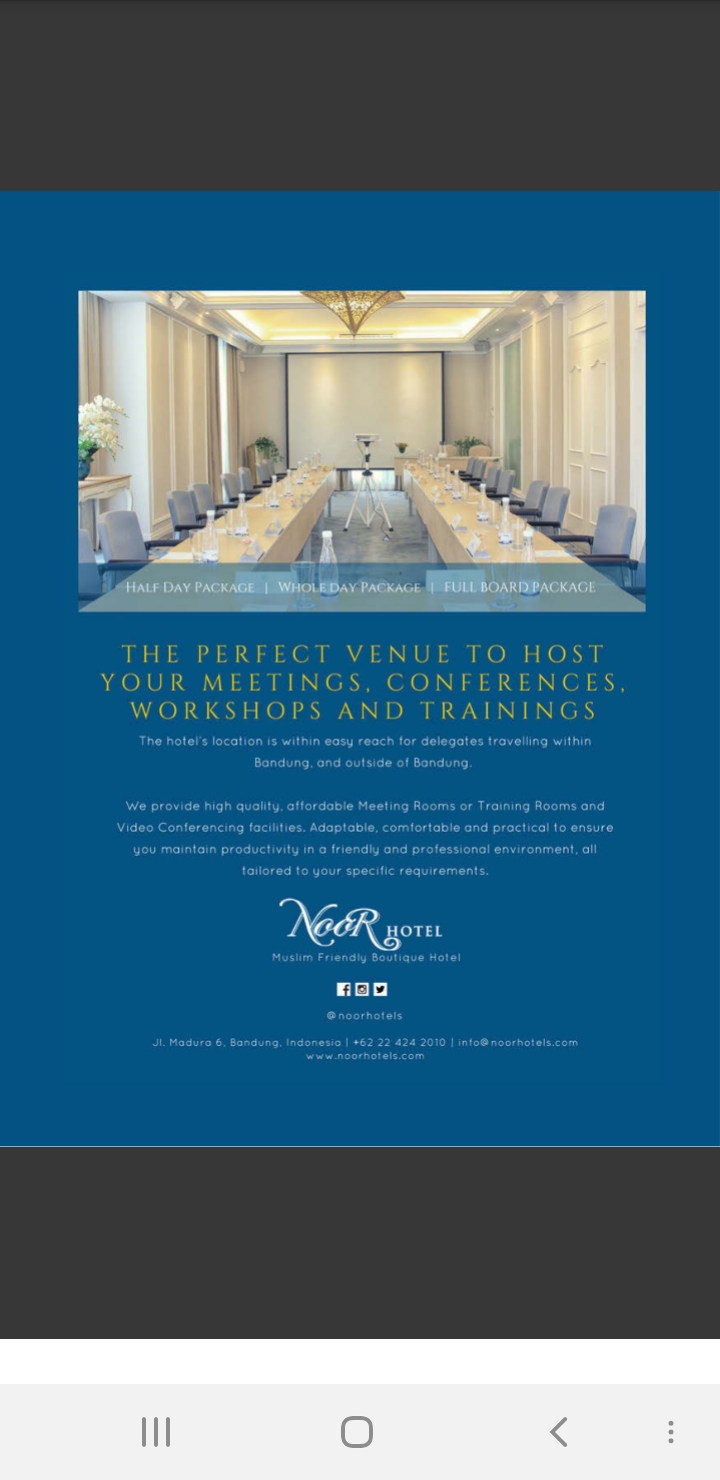 Half Day Package | Whole day Package | FULL BOARD PACKAGE
THE PERFECT VENUE TO HOST
YOUR MEETINGS, CONFERENCES,
WORKSHOPS AND TRAININGS
The hotel's location is within easy reach for delegates travelling within
Bandung, and outside of Bandung.
We provide high quality, affordable Meeting Rooms or Training Rooms and
Video Conferencing facilities. Adaptable, comfortable and practical to ensure
you maintain productivity in a friendly and professional environment, all
tailored to your specific requirements.
NooR HOTEL
Muslim Friendly Boutique Hotel
@noorhotels
Jl. Madura 6, Bandung, Indonesia | +62 22 424 2010 | info@noorhotels.com
www.noorhotels.com